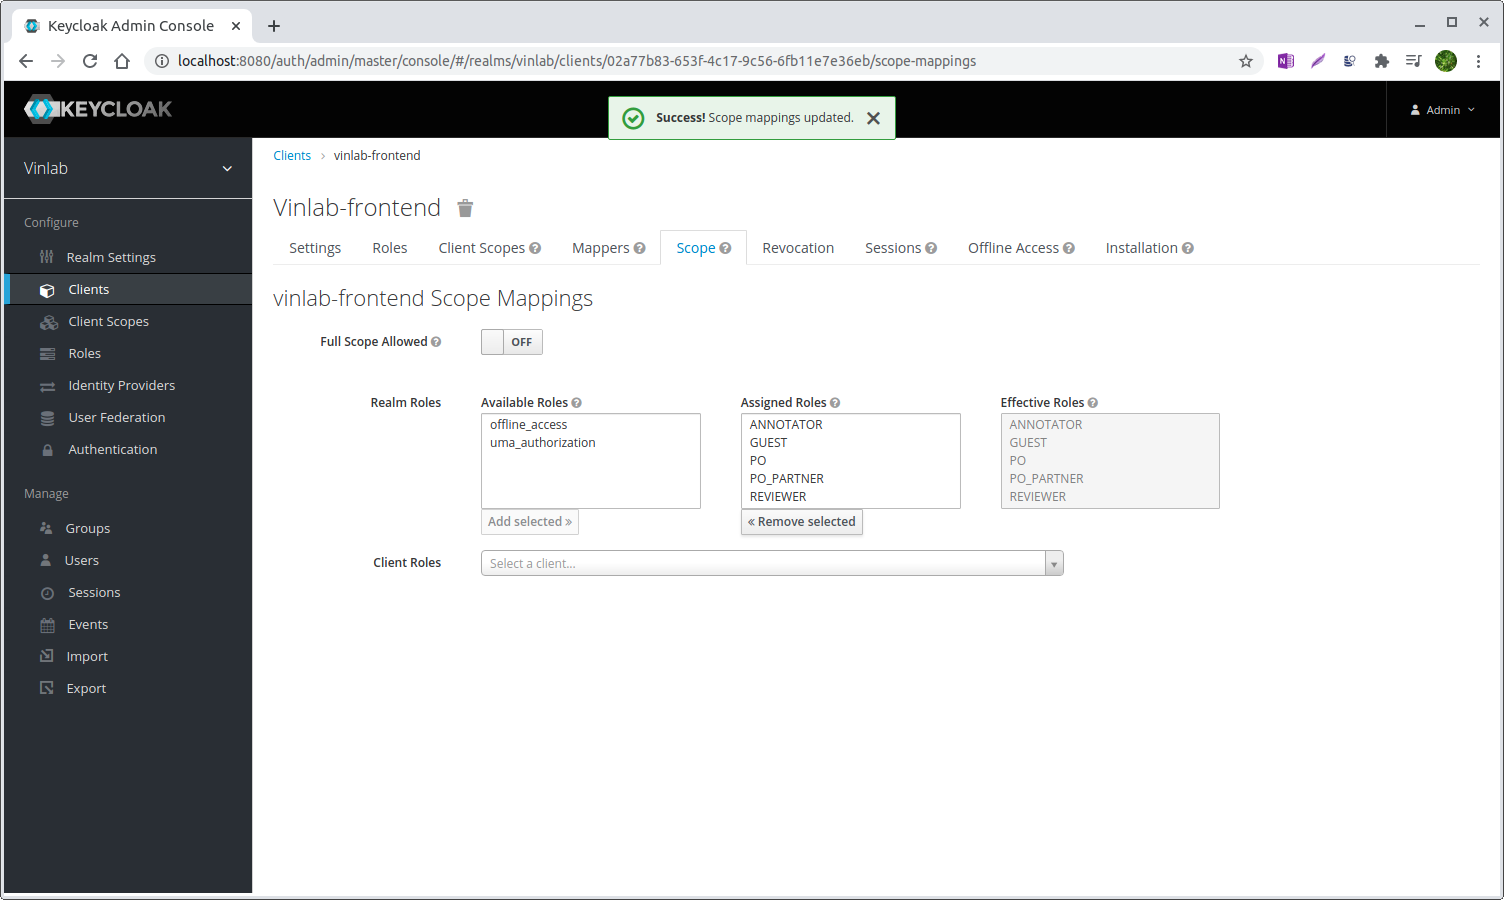 Keycloak Admin Console
localhost:8080/auth/admin/master/console/#/realms/vinlab/clients/02a77b83-653f-4c17-9c56-6fb11e7e36eb/scope-mappings
KEYCLOAK
Success! Scope mappings updated.
Admin
Vinlab
Clients › vinlab-frontend
Configure
Realm Settings
Clients
Client Scopes
Roles
Identity Providers
User Federation
Authentication
Manage
Groups
Users
Sessions
Events
Import
Export
Vinlab-frontend
Settings Roles Client Scopes Mappers Scope Revocation Sessions Offline Access Installation
vinlab-frontend Scope Mappings
Full Scope Allowed OFF
Realm Roles
Available Roles
offline_access
uma_authorization
Add selected »
Assigned Roles
ANNOTATOR
GUEST
PO
PO_PARTNER
REVIEWER
« Remove selected
Effective Roles
ANNOTATOR
GUEST
PO
PO_PARTNER
REVIEWER
Client Roles Select a client...